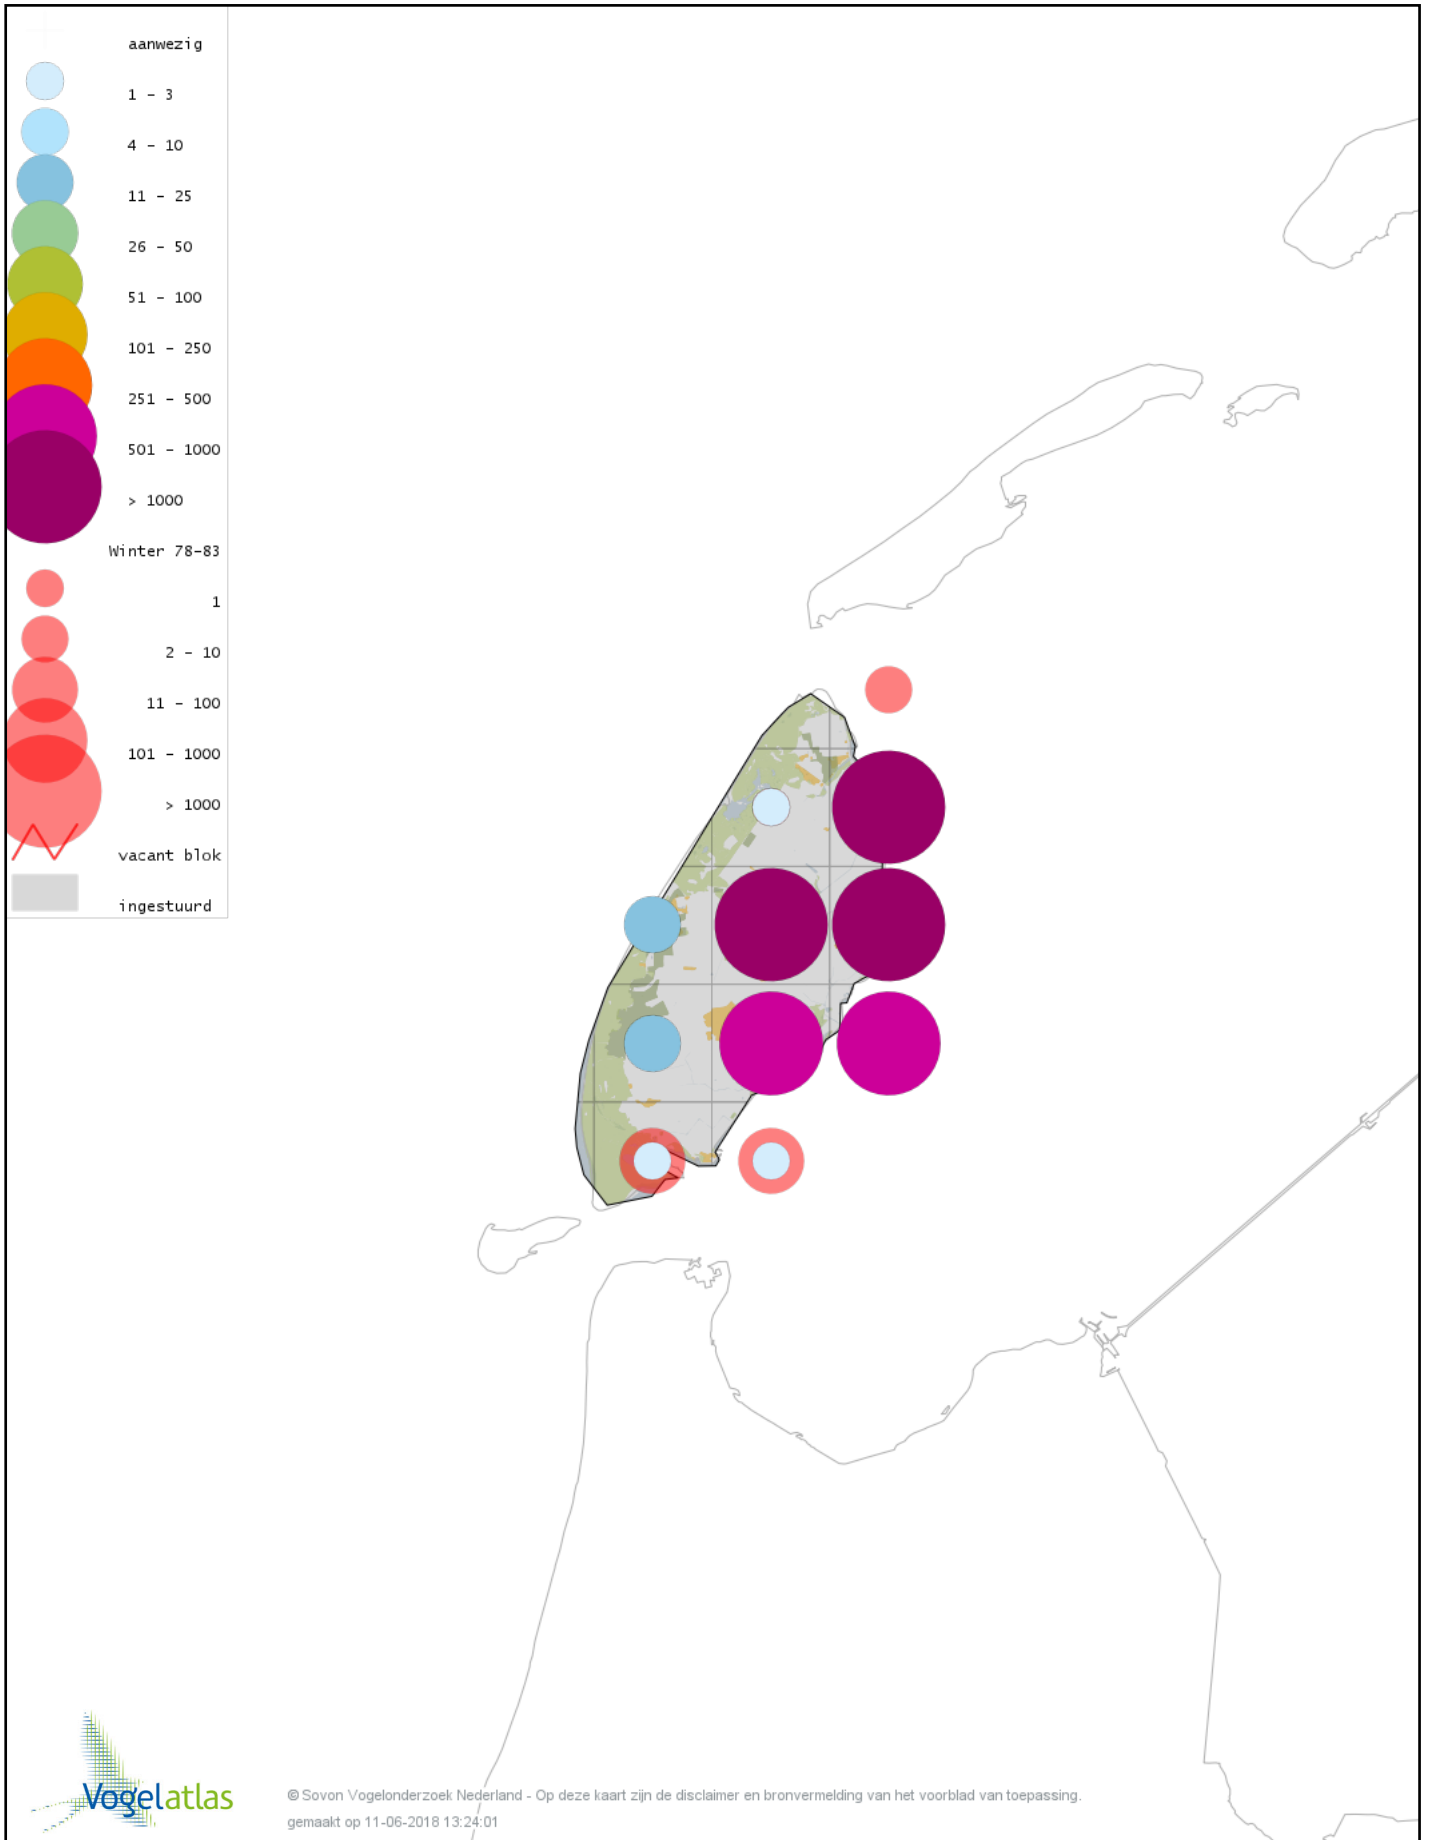 aanwezig
1 - 3
4 - 10
11 - 25
26 - 50
51 - 100
101 - 250
251 - 500
501 - 1000
> 1000
Winter 78-83
1
2 - 10
11 - 100
101 - 1000
> 1000
vacant blok
ingestuurd
Vogelatlas
© Sovon Vogelonderzoek Nederland - Op deze kaart zijn de disclaimer en bronvermelding van het voorblad van toepassing.
gemaakt op 11-06-2018 13:24:01